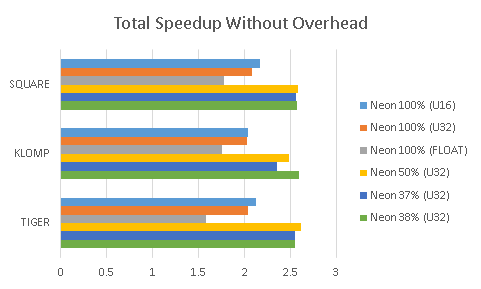 Total Speedup Without Overhead
SQUARE
KLOMP
TIGER
0 0.5 1 1.5 2 2.5 3
Neon 100% (U16)
Neon 100% (U32)
Neon 100% (FLOAT)
Neon 50% (U32)
Neon 37% (U32)
Neon 38% (U32)